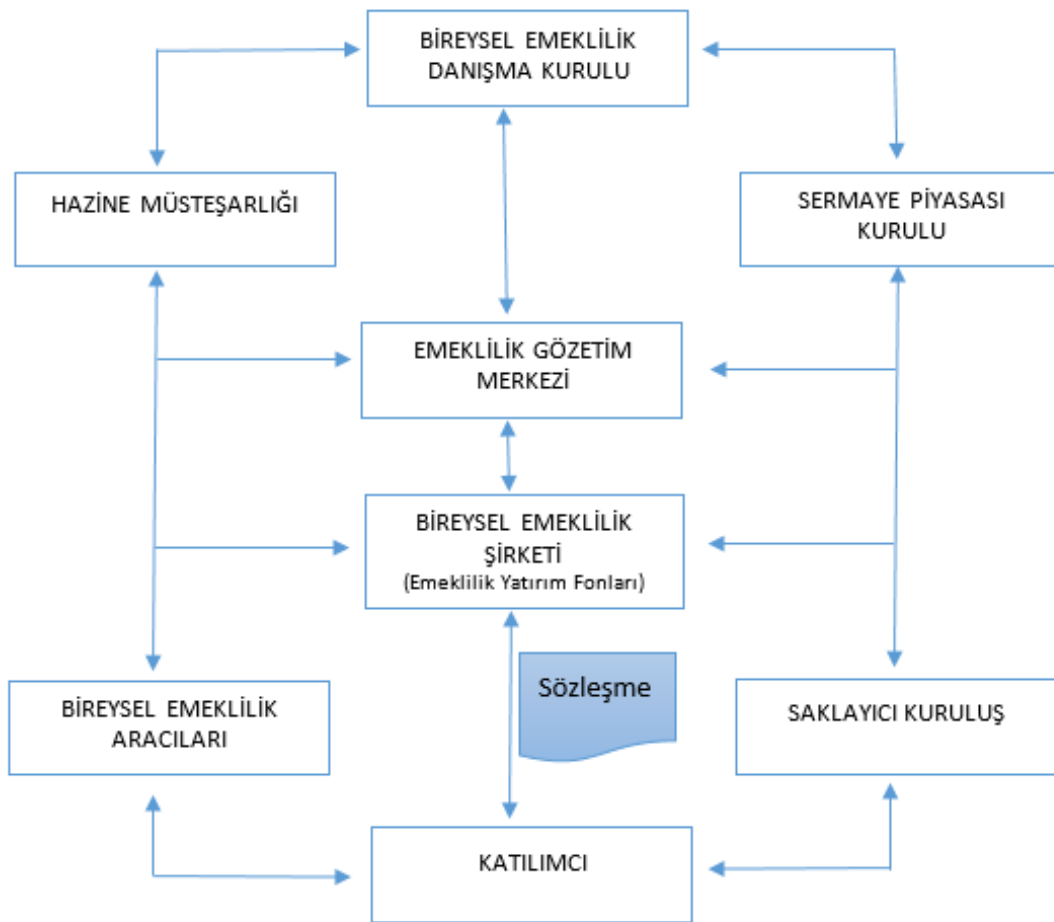 BİREYSEL EMEKLİLİK
DANIŞMA KURULU
HAZİNE MÜSTEŞARLIĞI
SERMAYE PİYASASI
KURULU
EMEKLİLİK GÖZETİM
MERKEZİ
BİREYSEL EMEKLİLİK
ŞİRKETİ
(Emeklilik Yatırım Fonları)
Sözleşme
BİREYSEL EMEKLİLİK
ARACILARI
SAKLAYICI KURULUŞ
KATILIMCI